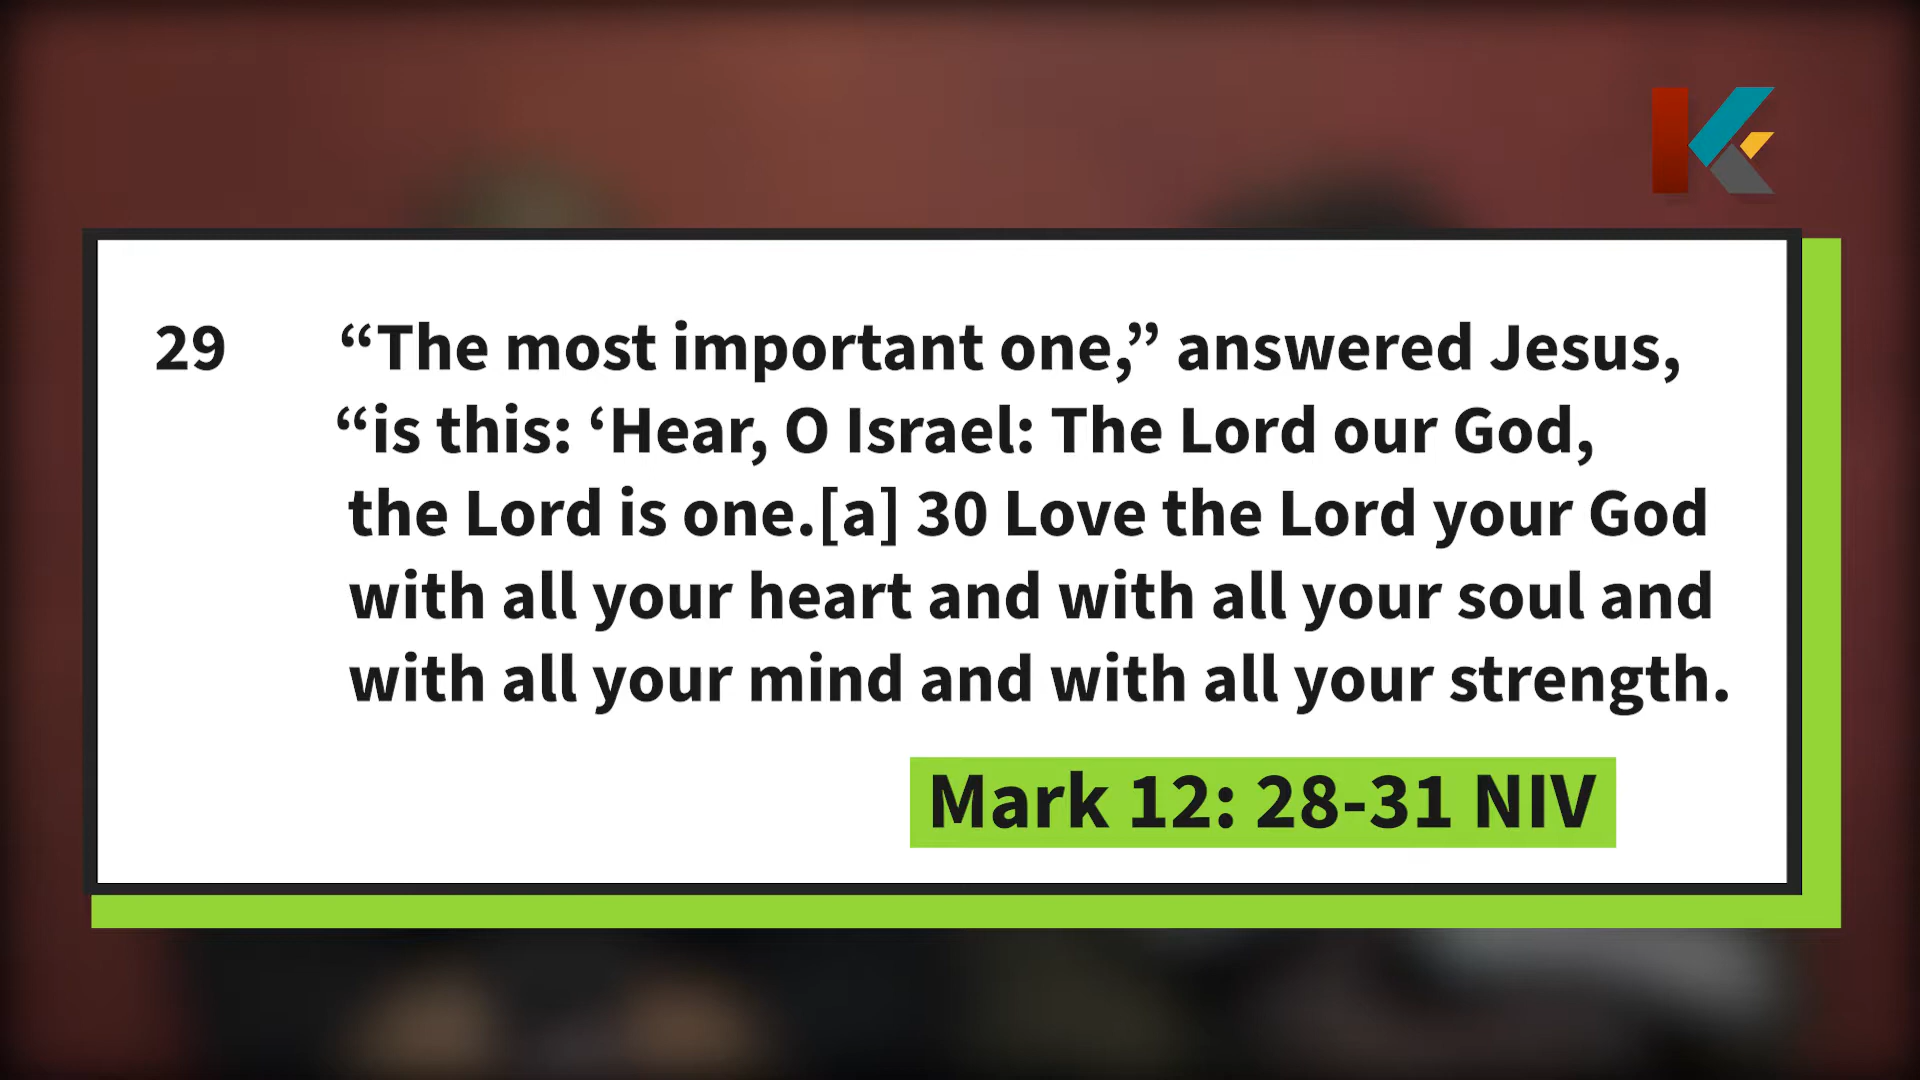 29 “The most important one,” answered Jesus,
“is this: ‘Hear, O Israel: The Lord our God,
the Lord is one.[a] 30 Love the Lord your God
with all your heart and with all your soul and
with all your mind and with all your strength.
Mark 12: 28-31 NIV